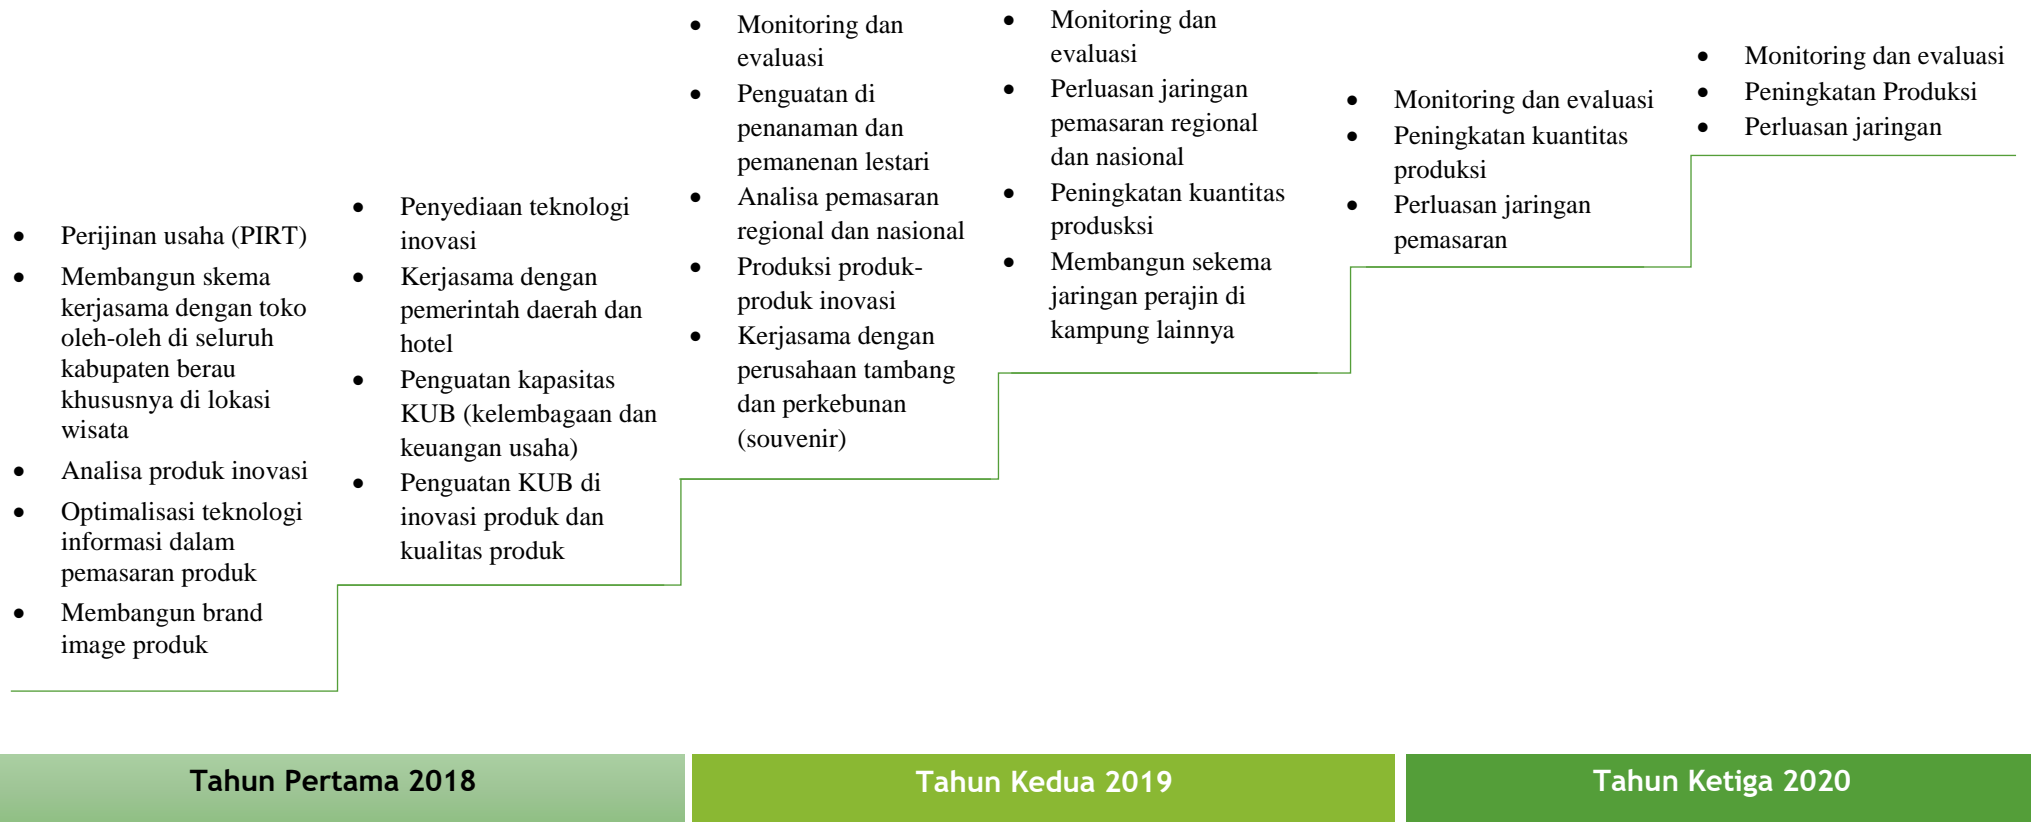 • Perijinan usaha (PIRT)
• Membangun skema
kerjasama dengan toko
oleh-oleh di seluruh
kabupaten berau
khususnya di lokasi
wisata
• Analisa produk inovasi
• Optimalisasi teknologi
informasi dalam
pemasaran produk
• Membangun brand
image produk
• Penyediaan teknologi
inovasi
• Kerjasama dengan
pemerintah daerah dan
hotel
• Penguatan kapasitas
KUB (kelembagaan dan
keuangan usaha)
• Penguatan KUB di
inovasi produk dan
kualitas produk
• Monitoring dan
evaluasi
• Penguatan di
penanaman dan
pemanenan lestari
• Analisa pemasaran
regional dan nasional
• Produksi produk-
produk inovasi
• Kerjasama dengan
perusahaan tambang
dan perkebunan
(souvenir)
• Monitoring dan
evaluasi
• Perluasan jaringan
pemasaran regional
dan nasional
• Peningkatan kuantitas
produsksi
• Membangun sekema
jaringan perajin di
kampung lainnya
• Monitoring dan evaluasi
• Peningkatan kuantitas
produksi
• Perluasan jaringan
pemasaran
• Monitoring dan evaluasi
• Peningkatan Produksi
• Perluasan jaringan
Tahun Pertama 2018
Tahun Kedua 2019
Tahun Ketiga 2020